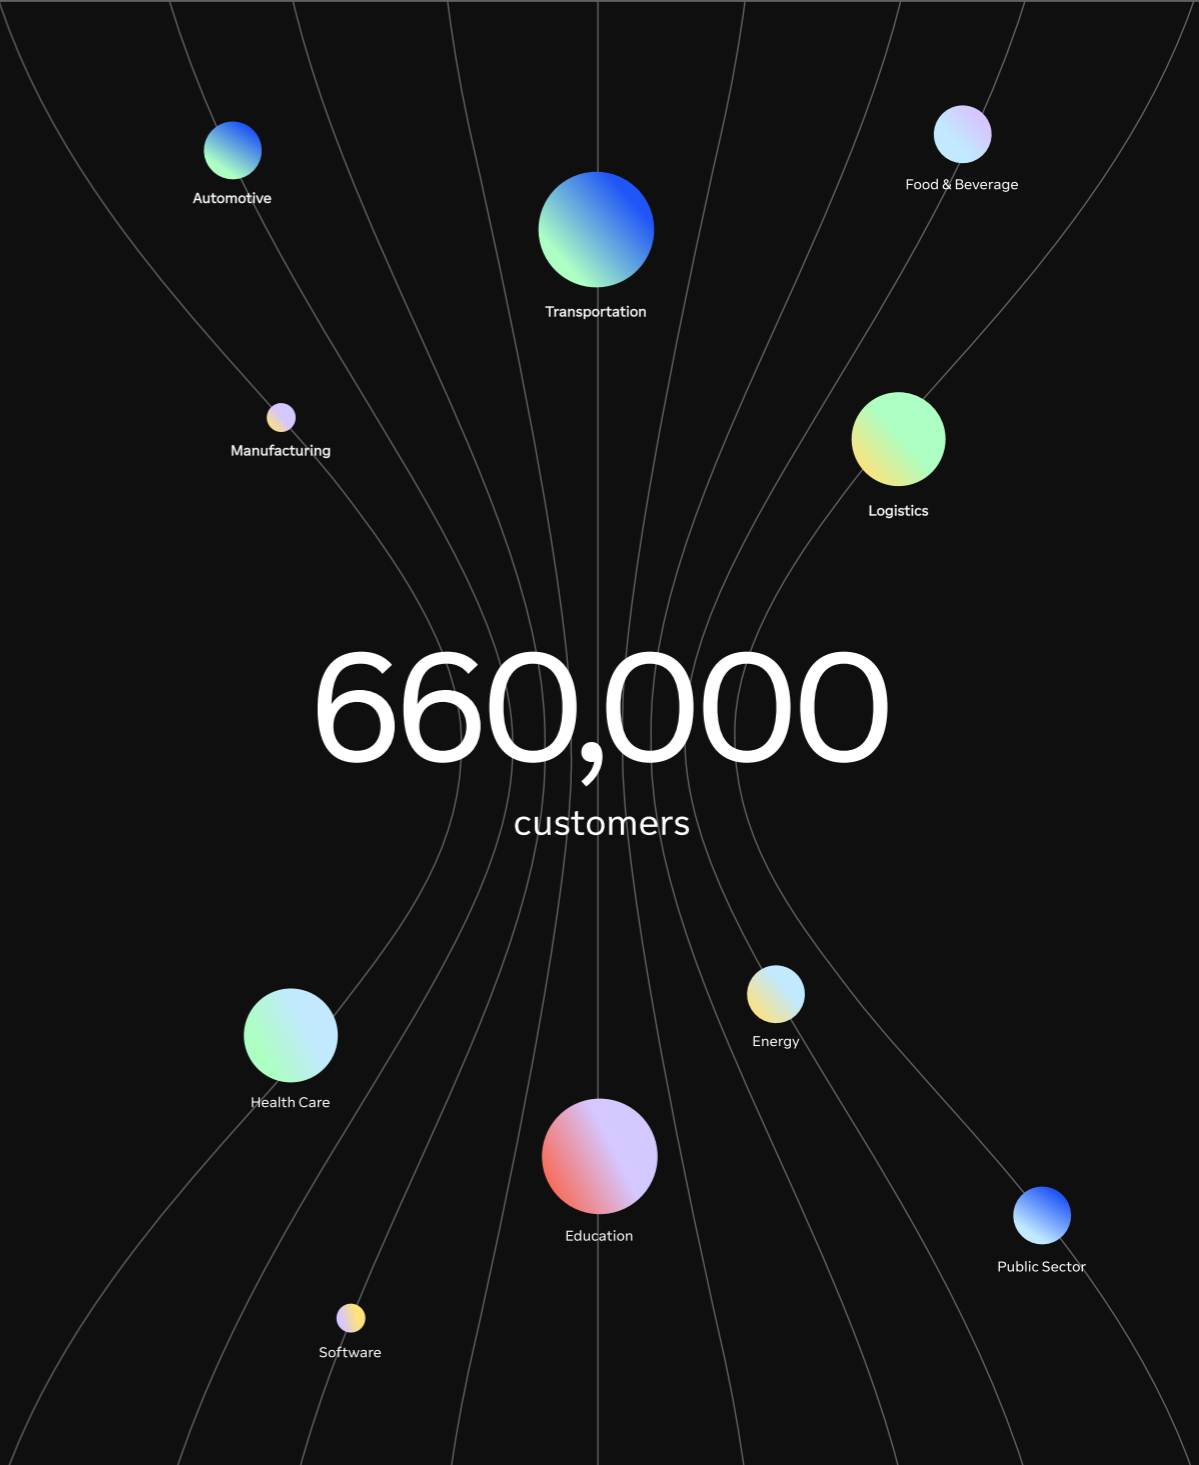 Automotive
Food & Beverage
Transportation
Manufacturing
Logistics
660,000
customers
Energy
Health Care
Education
Public Sector
Software